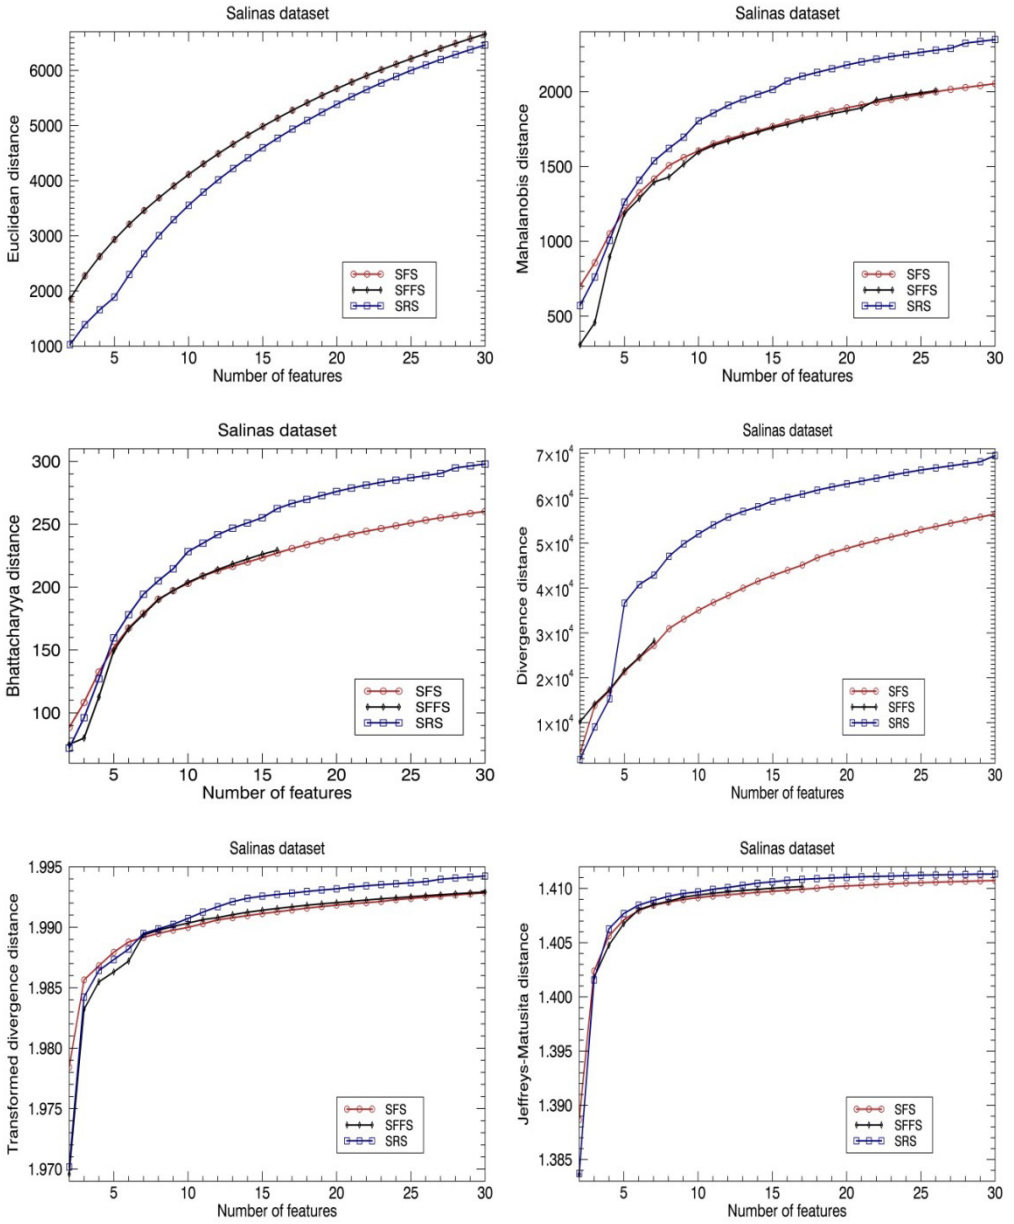 Salinas dataset
Euclidean distance
6000
5000
4000
3000
2000
1000
SFS
SFFS
SRS
5 10 15 20 25 30
Number of features
Salinas dataset
Mahalanobis distance
2000
1500
1000
500
SFS
SFFS
SRS
5 10 15 20 25 30
Number of features
Salinas dataset
Bhattacharyya distance
300
250
200
150
100
SFS
SFFS
SRS
5 10 15 20 25 30
Number of features
Salinas dataset
Divergence distance
7×10⁴
6×10⁴
5×10⁴
4×10⁴
3×10⁴
2×10⁴
1×10⁴
SFS
SFFS
SRS
5 10 15 20 25 30
Number of features
Salinas dataset
Transformed divergence distance
1.995
1.990
1.985
1.980
1.975
1.970
SFS
SFFS
SRS
5 10 15 20 25 30
Number of features
Salinas dataset
Jeffreys-Matusita distance
1.410
1.405
1.400
1.395
1.390
1.385
SFS
SFFS
SRS
5 10 15 20 25 30
Number of features